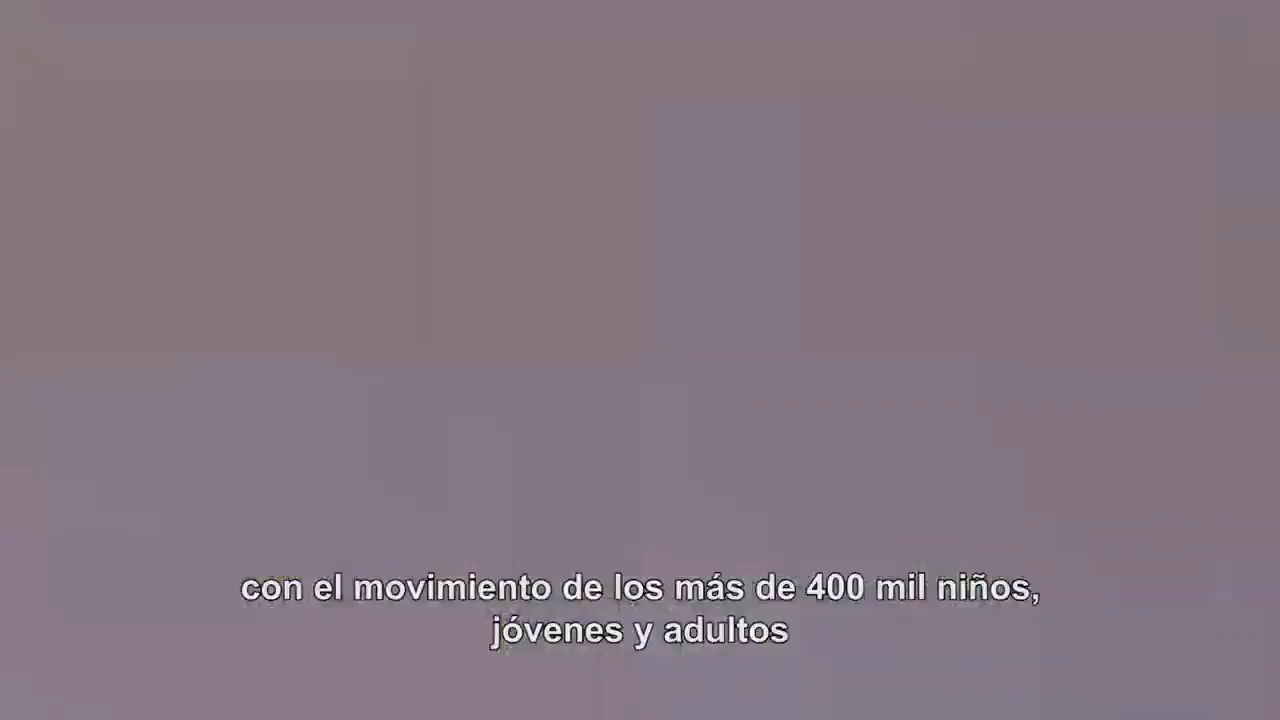 con el movimiento de los más de 400 mil niños,
jóvenes y adultos